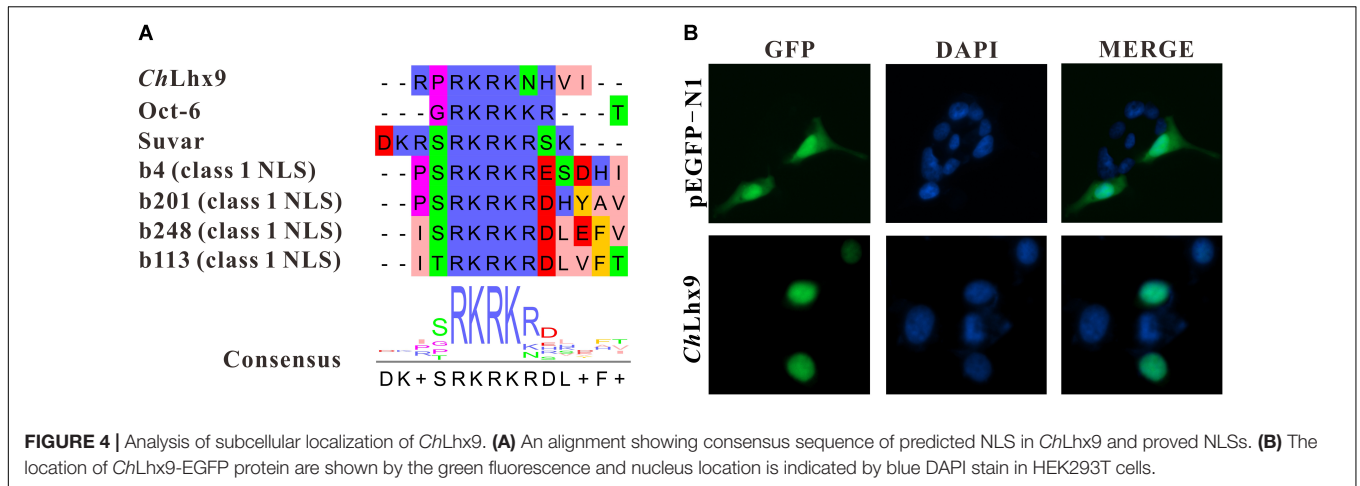 A
ChLhx9 - - R P R K R K N H V I - -
Oct-6 - - - G R K R K K R - - - T
Suvar D K R S R K R K R S K - - -
b4 (class 1 NLS) - - P S R K R K R E S D H I
b201 (class 1 NLS) - - P S R K R K R D H Y A V
b248 (class 1 NLS) - - I S R K R K R D L E F V
b113 (class 1 NLS) - - I T R K R K R D L V F T
Consensus
D K + S R K R K R D L + F +
B
GFP DAPI MERGE
pEGFP-N1
ChLhx9
FIGURE 4 | Analysis of subcellular localization of ChLhx9. (A) An alignment showing consensus sequence of predicted NLS in ChLhx9 and proved NLSs. (B) The
location of ChLhx9-EGFP protein are shown by the green fluorescence and nucleus location is indicated by blue DAPI stain in HEK293T cells.